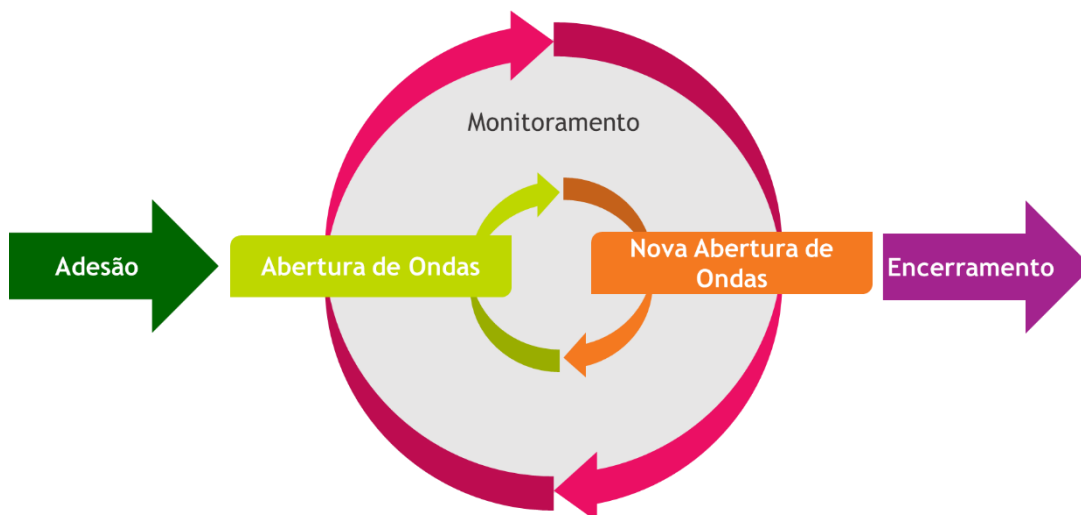 Monitoramento
Adesão
Abertura de Ondas
Nova Abertura de
Ondas
Encerramento